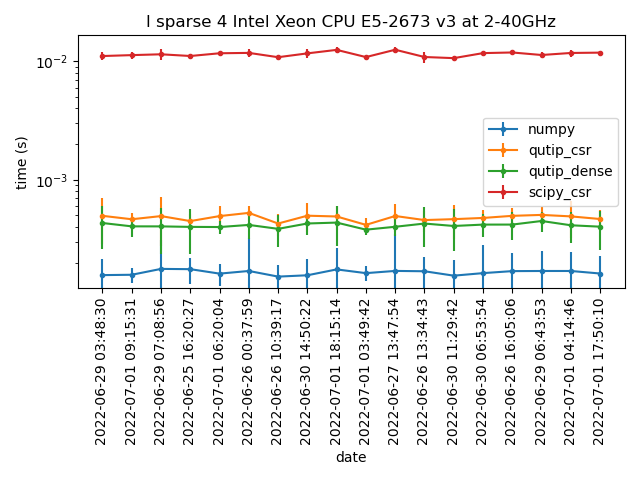 I sparse 4 Intel Xeon CPU E5-2673 v3 at 2-40GHz
time (s)
10^-2
10^-3
numpy
qutip_csr
qutip_dense
scipy_csr
2022-06-29 03:48:30
2022-07-01 09:15:31
2022-06-29 07:08:56
2022-06-25 16:20:27
2022-07-01 06:20:04
2022-06-26 00:37:59
2022-06-26 10:39:17
2022-06-30 14:50:22
2022-07-01 18:15:14
2022-07-01 03:49:42
2022-06-27 13:47:54
2022-06-26 13:34:43
2022-06-30 11:29:42
2022-06-30 06:53:54
2022-06-26 16:05:06
2022-06-29 06:43:53
2022-07-01 04:14:46
2022-07-01 17:50:10
date